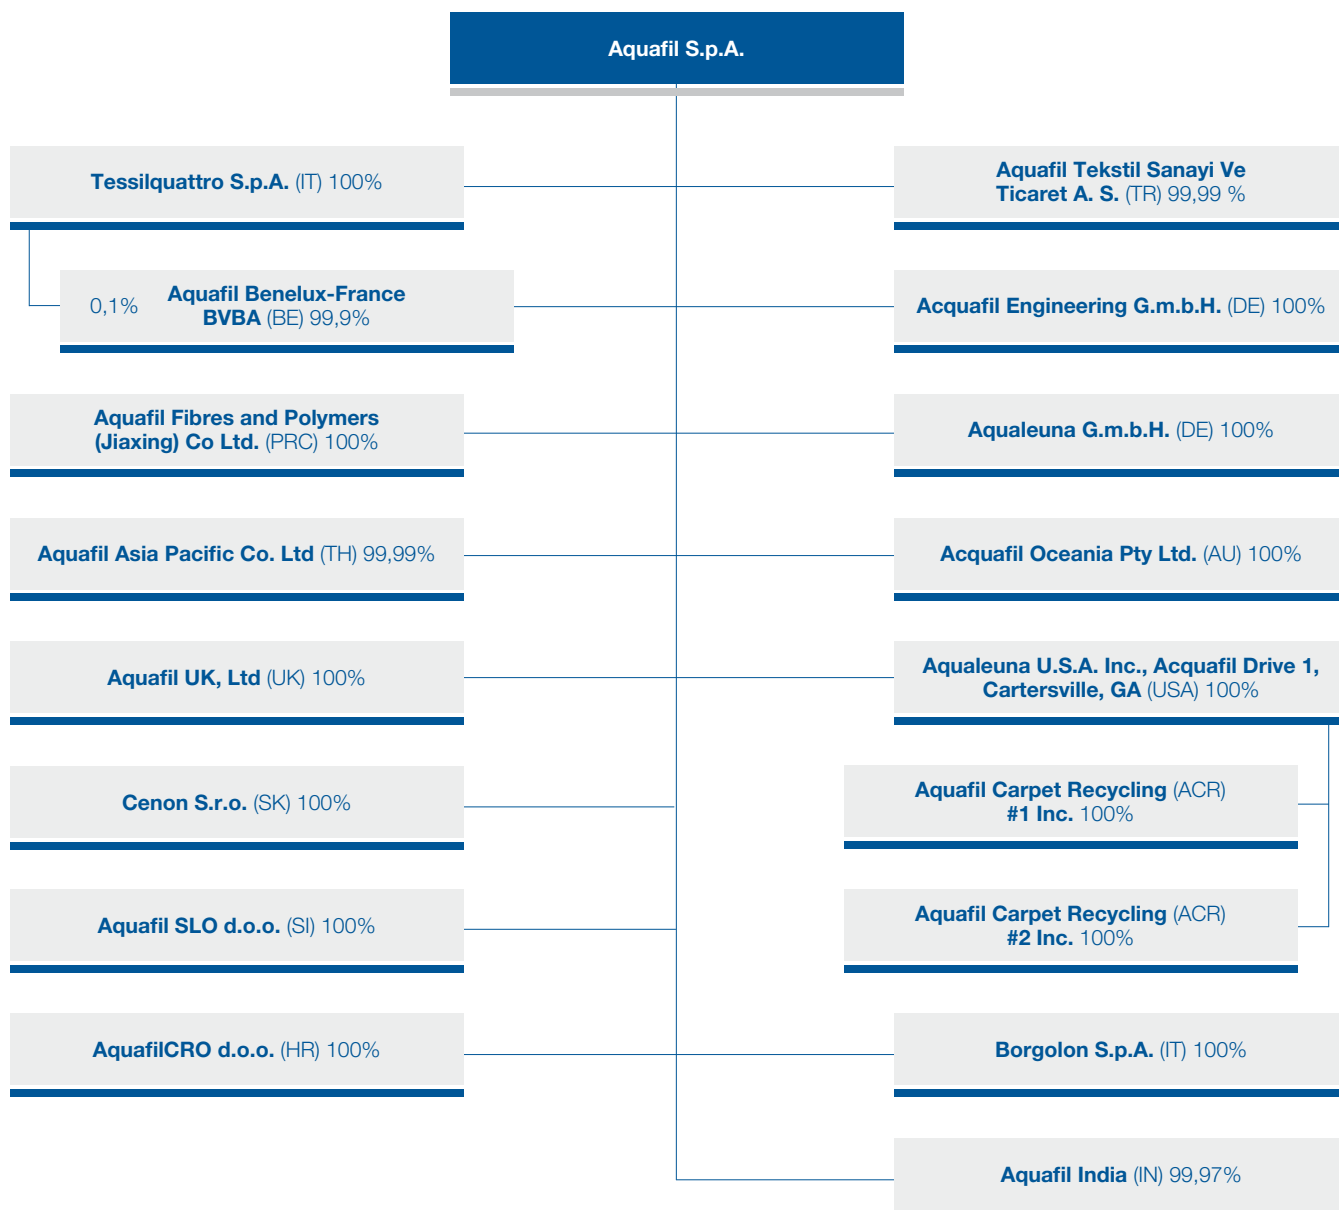 Aquafil S.p.A.
Tessilquattro S.p.A. (IT) 100%
Aquafil Tekstil Sanayi Ve
Ticaret A. S. (TR) 99,99 %
0,1%
Aquafil Benelux-France
BVBA (BE) 99,9%
Acquafil Engineering G.m.b.H. (DE) 100%
Aquafil Fibres and Polymers
(Jiaxing) Co Ltd. (PRC) 100%
Aqualeuna G.m.b.H. (DE) 100%
Aquafil Asia Pacific Co. Ltd (TH) 99,99%
Acquafil Oceania Pty Ltd. (AU) 100%
Aquafil UK, Ltd (UK) 100%
Aqualeuna U.S.A. Inc., Acquafil Drive 1,
Cartersville, GA (USA) 100%
Cenon S.r.o. (SK) 100%
Aquafil Carpet Recycling (ACR)
#1 Inc. 100%
Aquafil SLO d.o.o. (SI) 100%
Aquafil Carpet Recycling (ACR)
#2 Inc. 100%
AquafilCRO d.o.o. (HR) 100%
Borgolon S.p.A. (IT) 100%
Aquafil India (IN) 99,97%